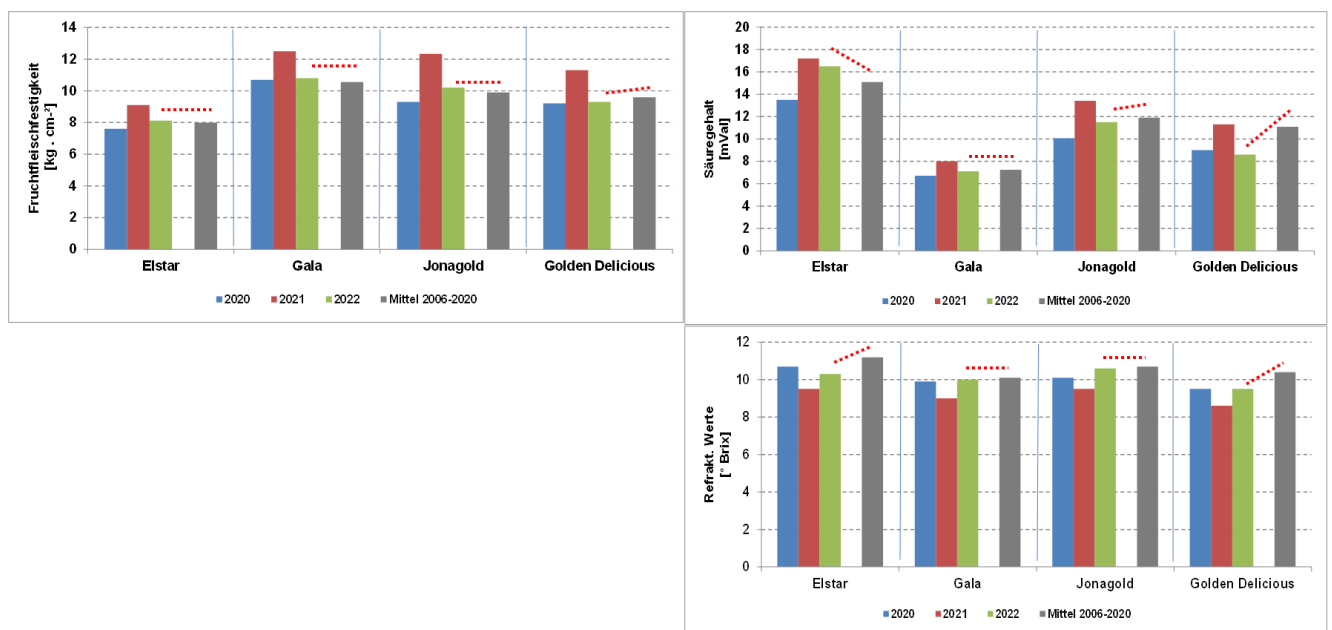 Fruchtfleischfestigkeit
[kg . cm-²]
14
12
10
8
6
4
2
0
Elstar Gala Jonagold Golden Delicious
2020 2021 2022 Mittel 2006-2020
Säuregehalt
[mVal]
20
18
16
14
12
10
8
6
4
2
0
Elstar Gala Jonagold Golden Delicious
2020 2021 2022 Mittel 2006-2020
Refrakt. Werte
[° Brix]
12
10
8
6
4
2
0
Elstar Gala Jonagold Golden Delicious
2020 2021 2022 Mittel 2006-2020